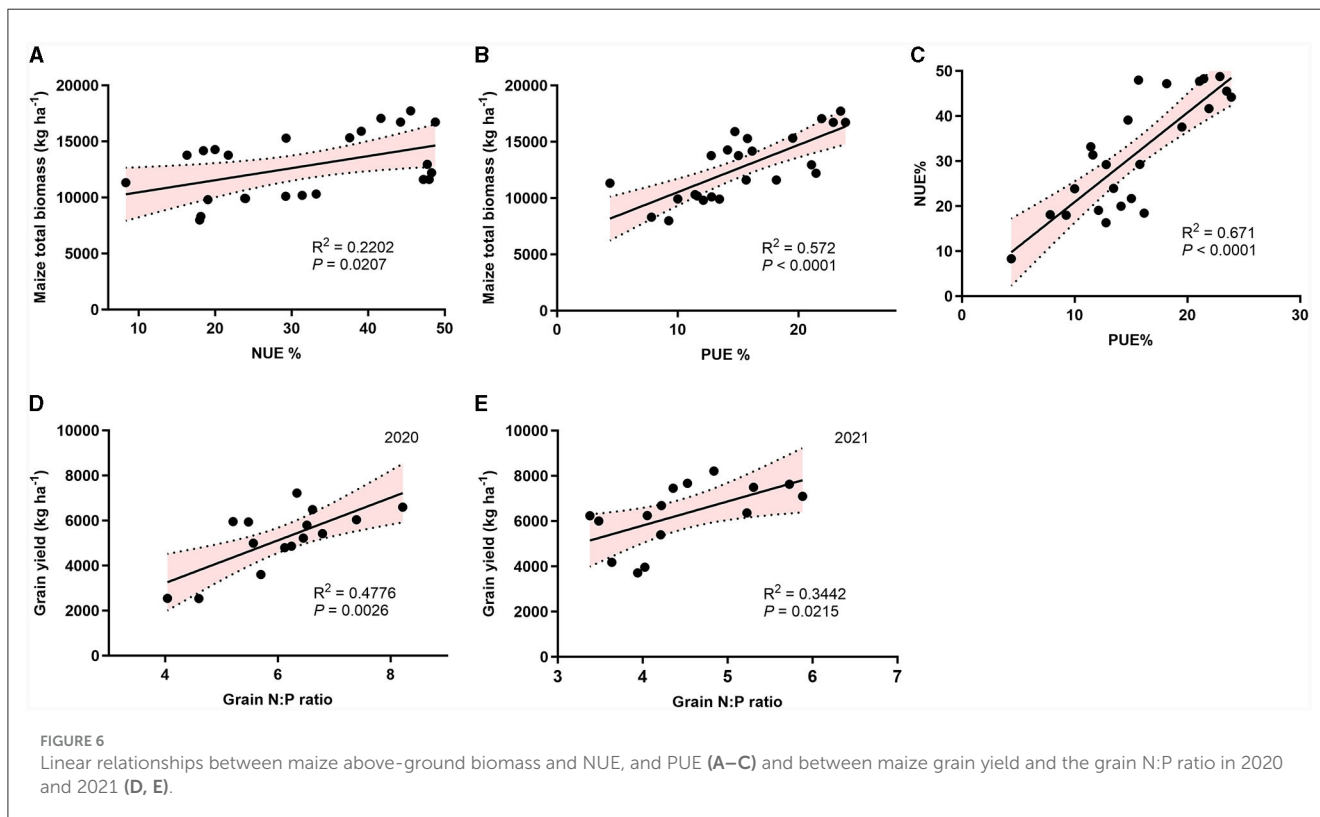 A
Maize total biomass (kg ha⁻¹)
20000
15000
10000
5000
0
10 20 30 40 50
NUE %
R² = 0.2202
P = 0.0207
B
Maize total biomass (kg ha⁻¹)
20000
15000
10000
5000
0
0 10 20
PUE %
R² = 0.572
P < 0.0001
C
NUE%
50
40
30
20
10
0
0 10 20 30
PUE%
R² = 0.671
P < 0.0001
D
Grain yield (kg ha⁻¹)
10000
8000
6000
4000
2000
0
4 6 8
Grain N:P ratio
2020
R² = 0.4776
P = 0.0026
E
Grain yield (kg ha⁻¹)
10000
8000
6000
4000
2000
0
3 4 5 6 7
Grain N:P ratio
2021
R² = 0.3442
P = 0.0215
FIGURE 6
Linear relationships between maize above-ground biomass and NUE, and PUE (A–C) and between maize grain yield and the grain N:P ratio in 2020
and 2021 (D, E).